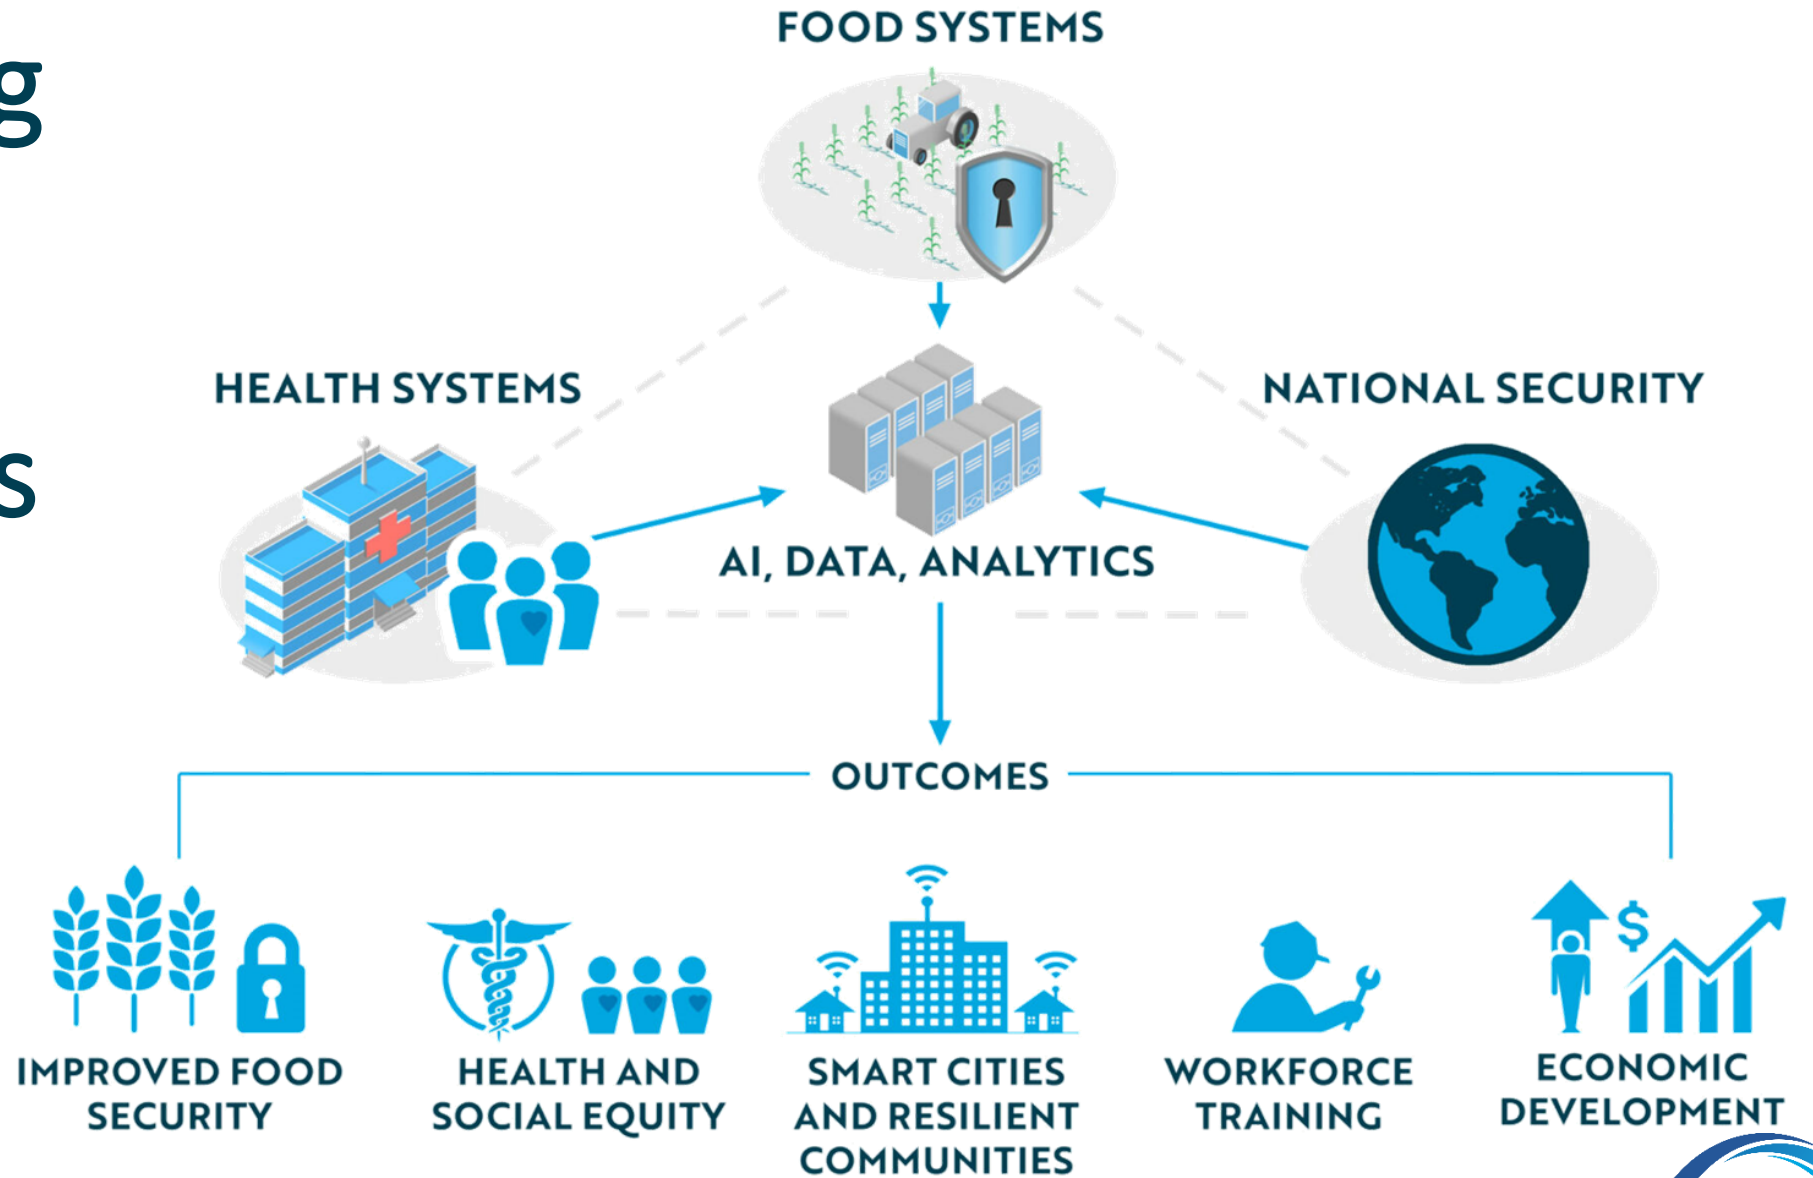 g
s
FOOD SYSTEMS
HEALTH SYSTEMS
NATIONAL SECURITY
AI, DATA, ANALYTICS
OUTCOMES
$
IMPROVED FOOD
SECURITY
HEALTH AND
SOCIAL EQUITY
SMART CITIES
AND RESILIENT
COMMUNITIES
WORKFORCE
TRAINING
ECONOMIC
DEVELOPMENT